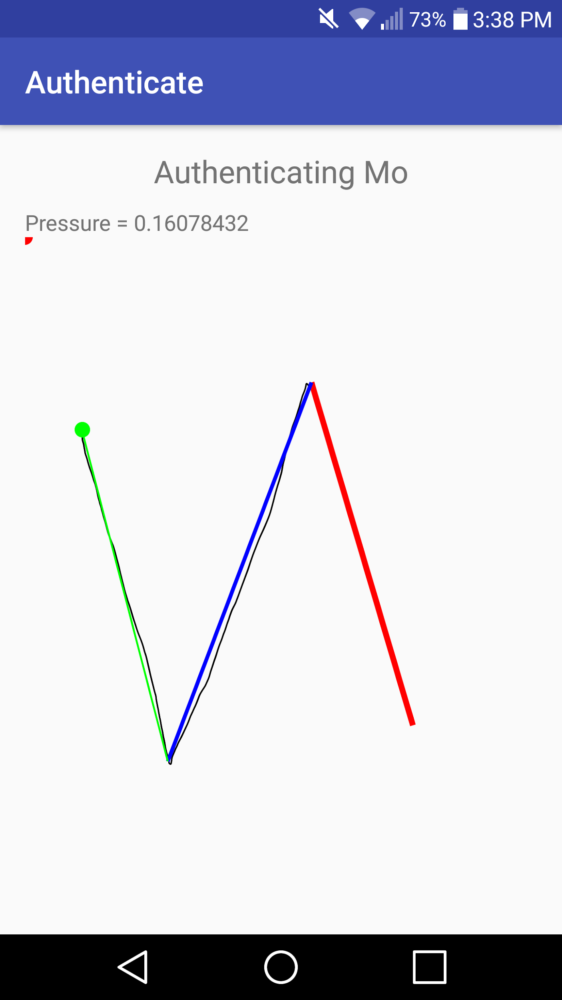 73% 3:38 PM
Authenticate
Authenticating Mo
Pressure = 0.16078432